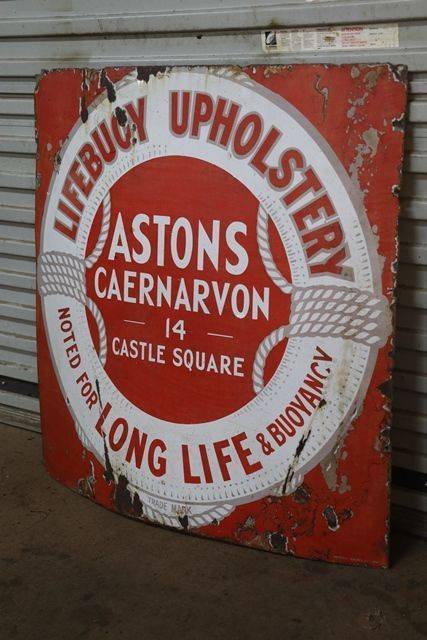 LIFEBUOY UPHOLSTERY
ASTONS
CAERNARVON
14
CASTLE SQUARE
NOTED FOR LONG LIFE & BUOYANCY
TRADE MARK